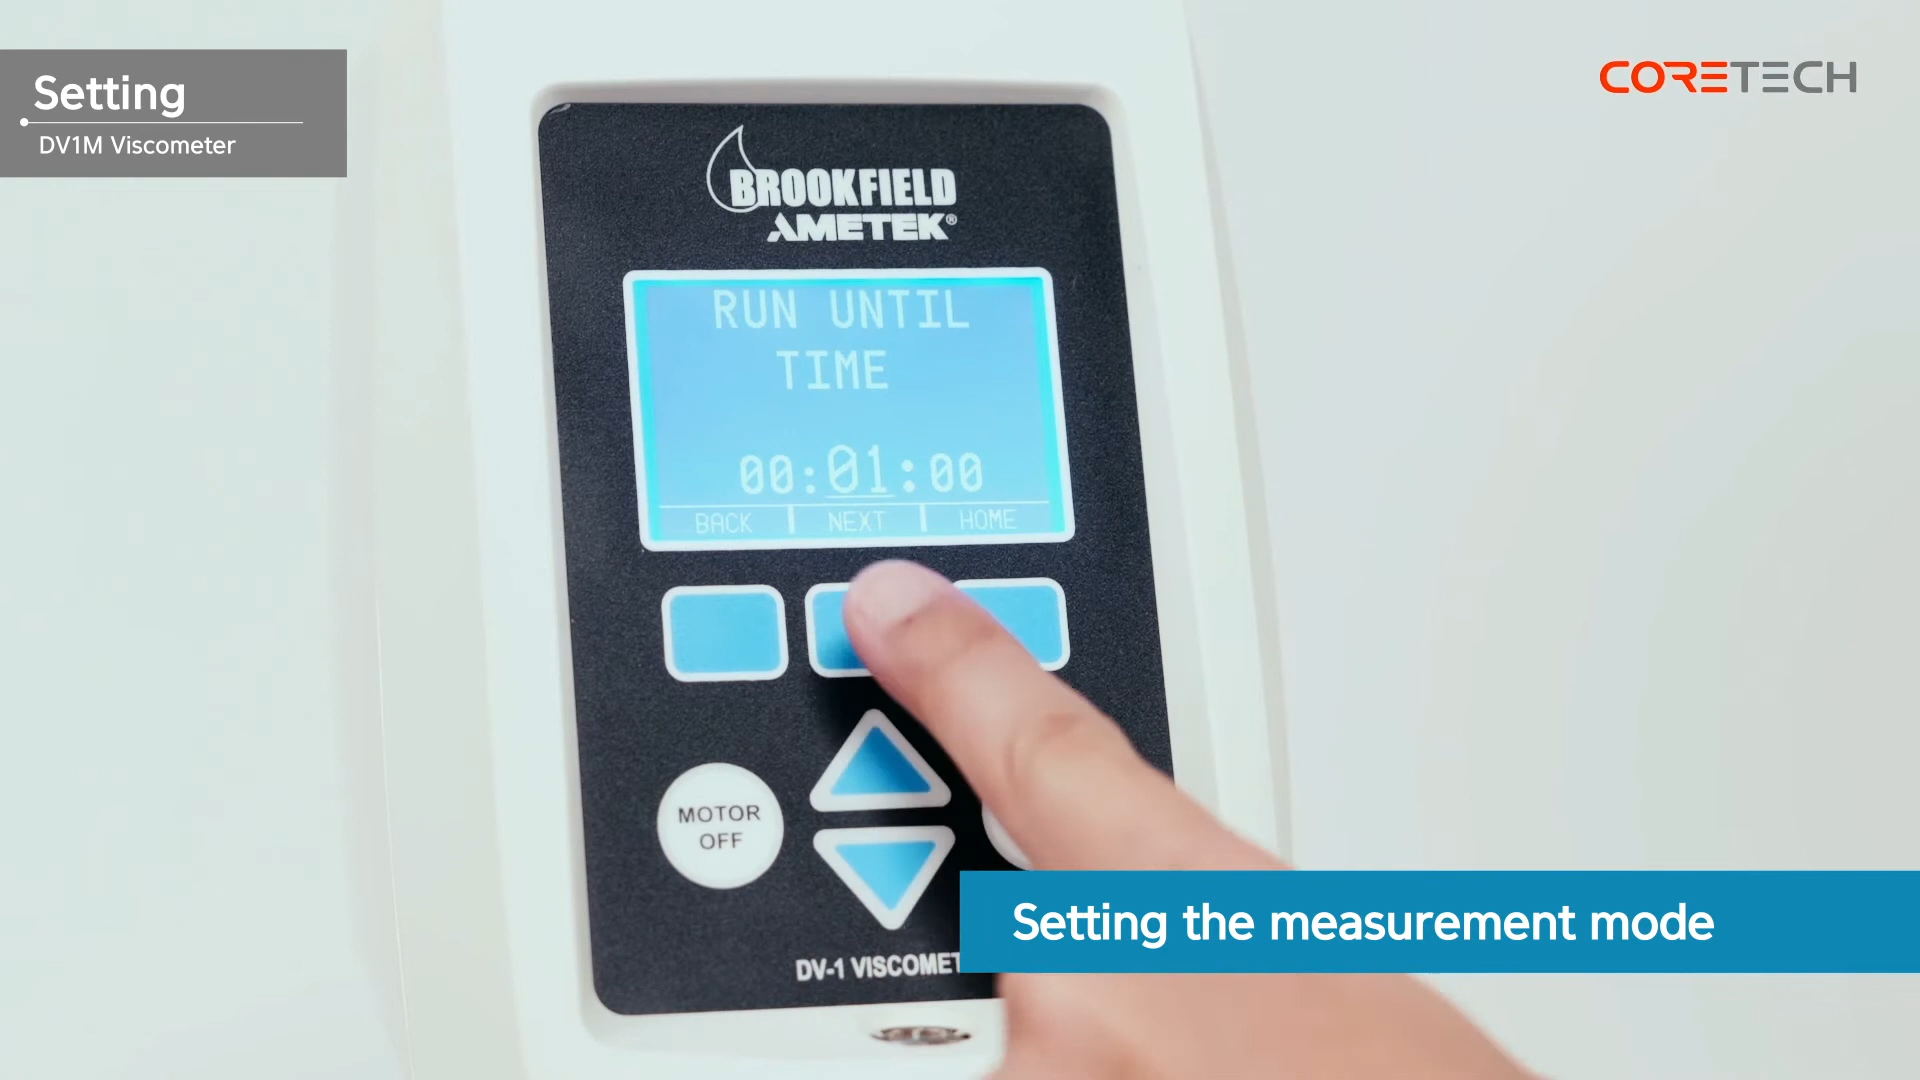 Setting
DV1M Viscometer
CORETECH
BROOKFIELD
AMETEK®
RUN UNTIL
TIME
00:01:00
BACK | NEXT | HOME
MOTOR
OFF
DV-1
Setting the measurement mode